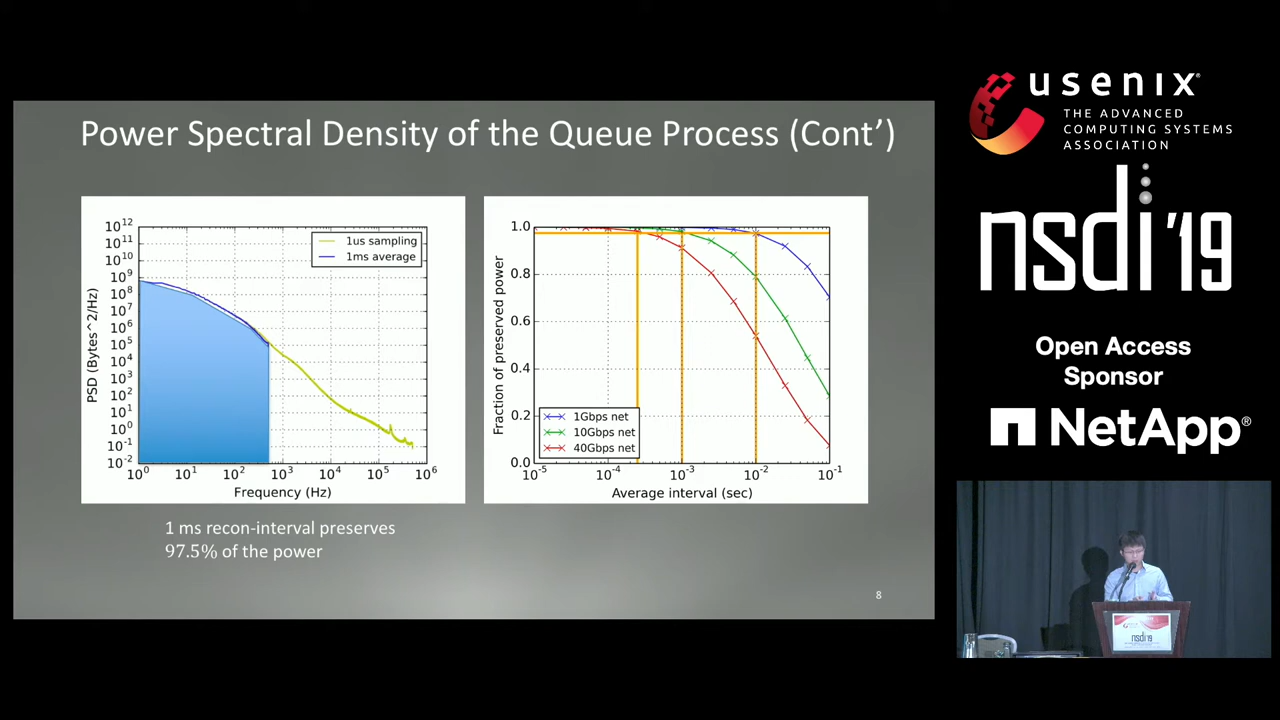 Power Spectral Density of the Queue Process (Cont’)
10^12
10^11
10^10
10^9
10^8
10^7
10^6
10^5
10^4
10^3
10^2
10^1
10^0
10^-1
10^-2
PSD (Bytes^2/Hz)
1us sampling
1ms average
10^0 10^1 10^2 10^3 10^4 10^5 10^6
Frequency (Hz)
1.0
0.8
0.6
0.4
0.2
0.0
Fraction of preserved power
1Gbps net
10Gbps net
40Gbps net
10^-5 10^-4 10^-3 10^-2 10^-1
Average interval (sec)
1 ms recon-interval preserves
97.5% of the power
8
usenix®
THE ADVANCED
COMPUTING SYSTEMS
ASSOCIATION
nsdi '19
Open Access
Sponsor
NetApp®
nsdi'19